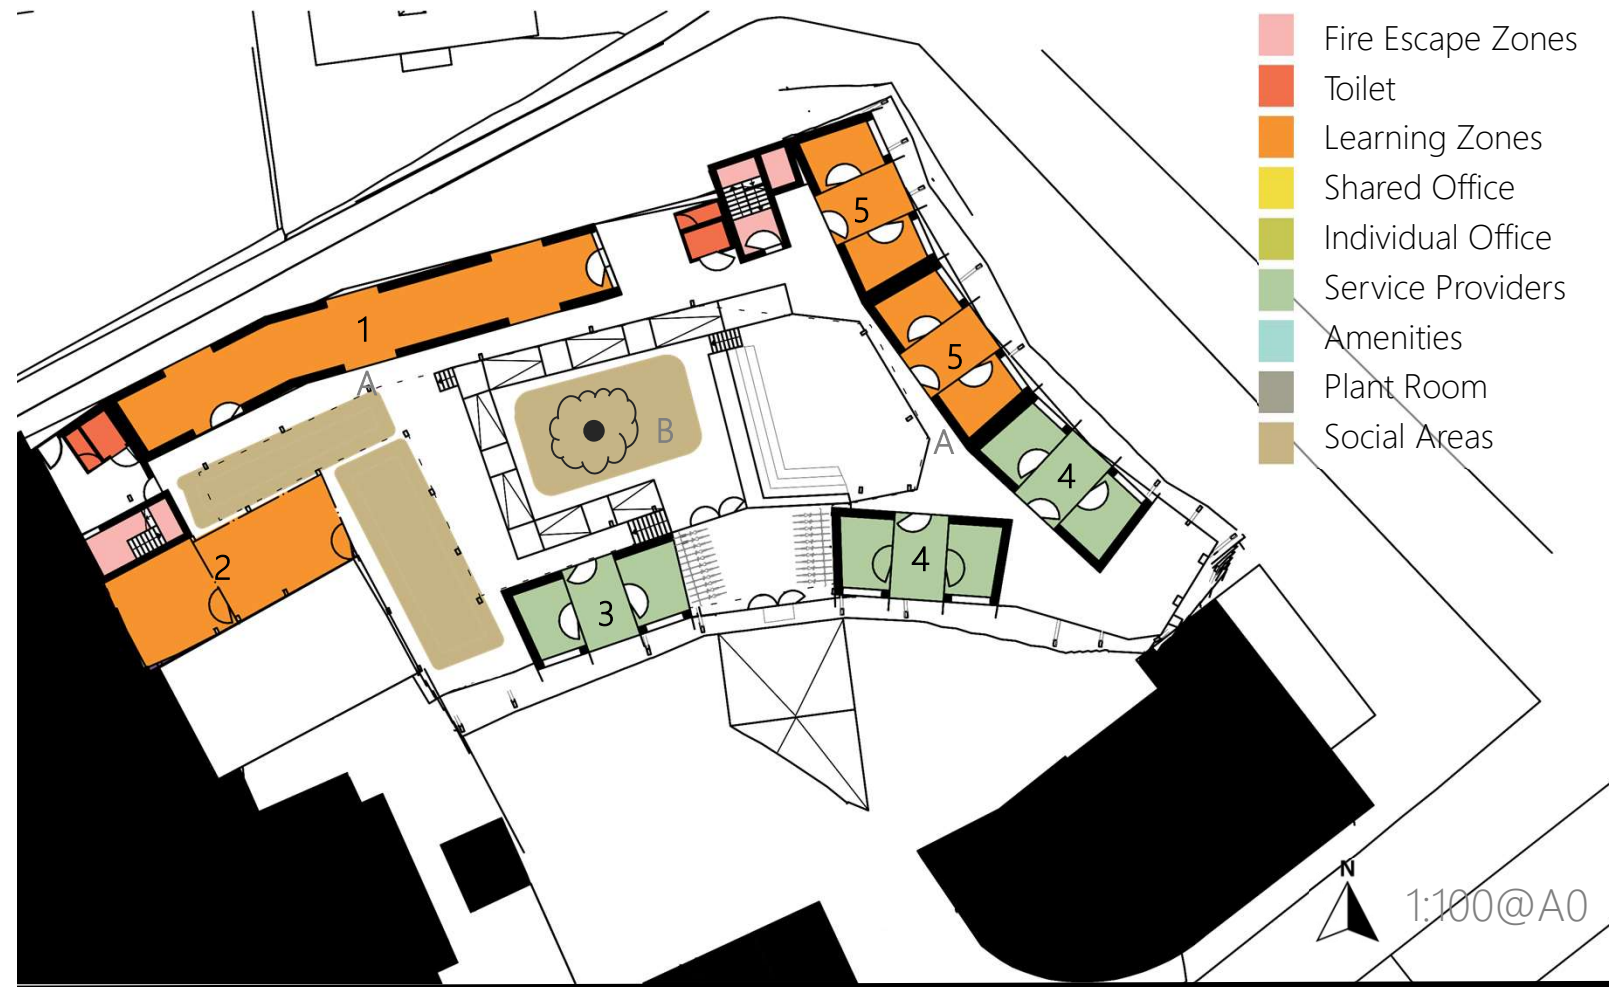 Fire Escape Zones
Toilet
Learning Zones
Shared Office
Individual Office
Service Providers
Amenities
Plant Room
Social Areas
5
1
5
A
B
A
4
4
2
3
N
1:100@A0